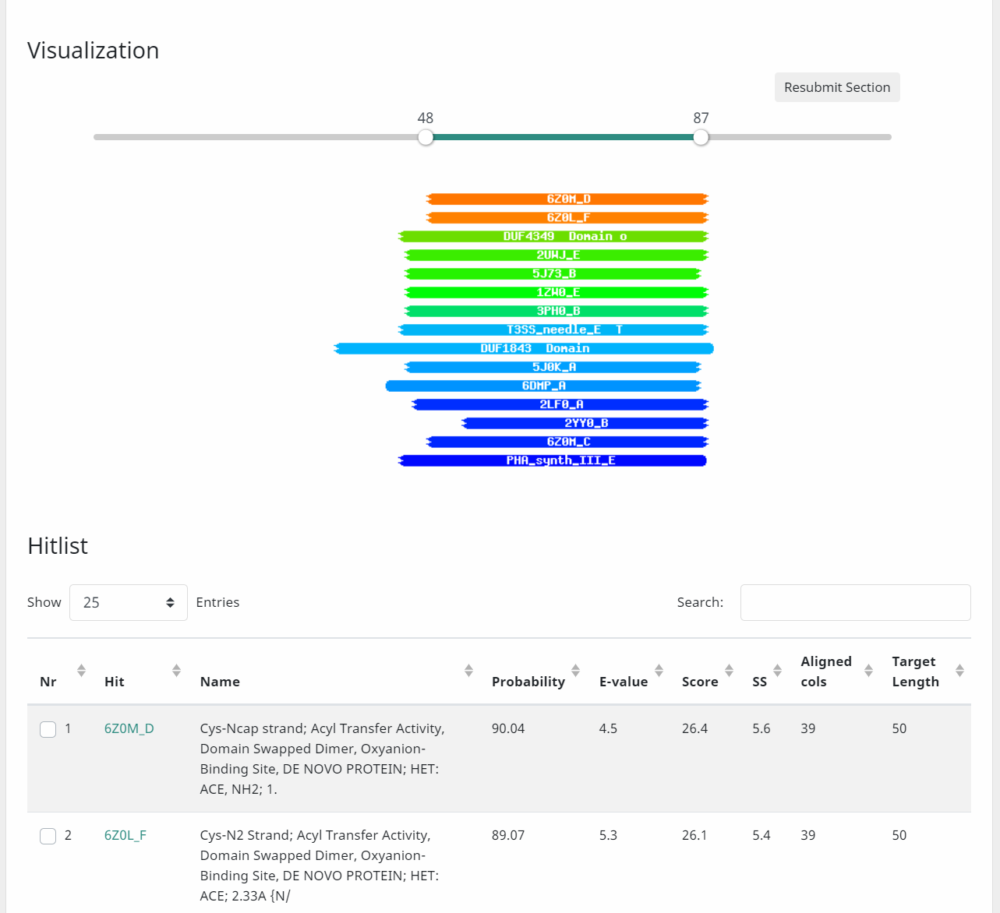 Visualization
Resubmit Section
48 87
6Z0M_D
6Z0L_F
DUF4349 Domain o
2UWJ_E
5J73_B
1ZW0_E
3PH0_B
T3SS_needle_E T
DUF1843 Domain
5J0K_A
6DMP_A
2LF0_A
2YY0_B
6Z0M_C
PHA_synth_III_E
Hitlist
Show 25 Entries Search:
Nr Hit Name Probability E-value Score SS Aligned cols Target Length
1 6Z0M_D Cys-Ncap strand; Acyl Transfer Activity, 90.04 4.5 26.4 5.6 39 50
Domain Swapped Dimer, Oxyanion-
Binding Site, DE NOVO PROTEIN; HET:
ACE, NH2; 1.
2 6Z0L_F Cys-N2 Strand; Acyl Transfer Activity, 89.07 5.3 26.1 5.4 39 50
Domain Swapped Dimer, Oxyanion-
Binding Site, DE NOVO PROTEIN; HET:
ACE; 2.33A {N/